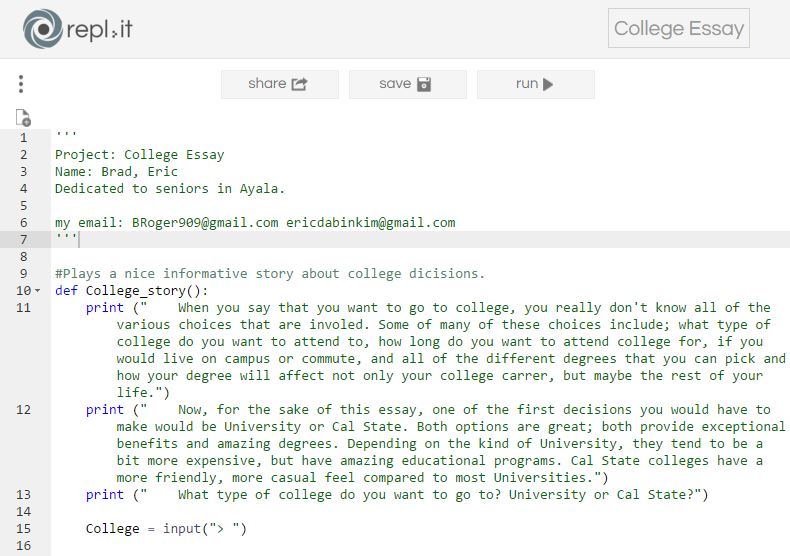 repl.it
College Essay
share
save
run
1 '''
2 Project: College Essay
3 Name: Brad, Eric
4 Dedicated to seniors in Ayala.
5
6 my email: BRoger909@gmail.com ericdabinkim@gmail.com
7 '''
8
9 #Plays a nice informative story about college dicisions.
10 def College_story():
11 print ("    When you say that you want to go to college, you really don't know all of the
various choices that are involed. Some of many of these choices include; what type of
college do you want to attend to, how long do you want to attend college for, if you
would live on campus or commute, and all of the different degrees that you can pick and
how your degree will affect not only your college carrer, but maybe the rest of your
life.")
12 print ("    Now, for the sake of this essay, one of the first decisions you would have to
make would be University or Cal State. Both options are great; both provide exceptional
benefits and amazing degrees. Depending on the kind of University, they tend to be a
bit more expensive, but have amazing educational programs. Cal State colleges have a
more friendly, more casual feel compared to most Universities.")
13 print ("    What type of college do you want to go to? University or Cal State?")
14
15 College = input("> ")
16